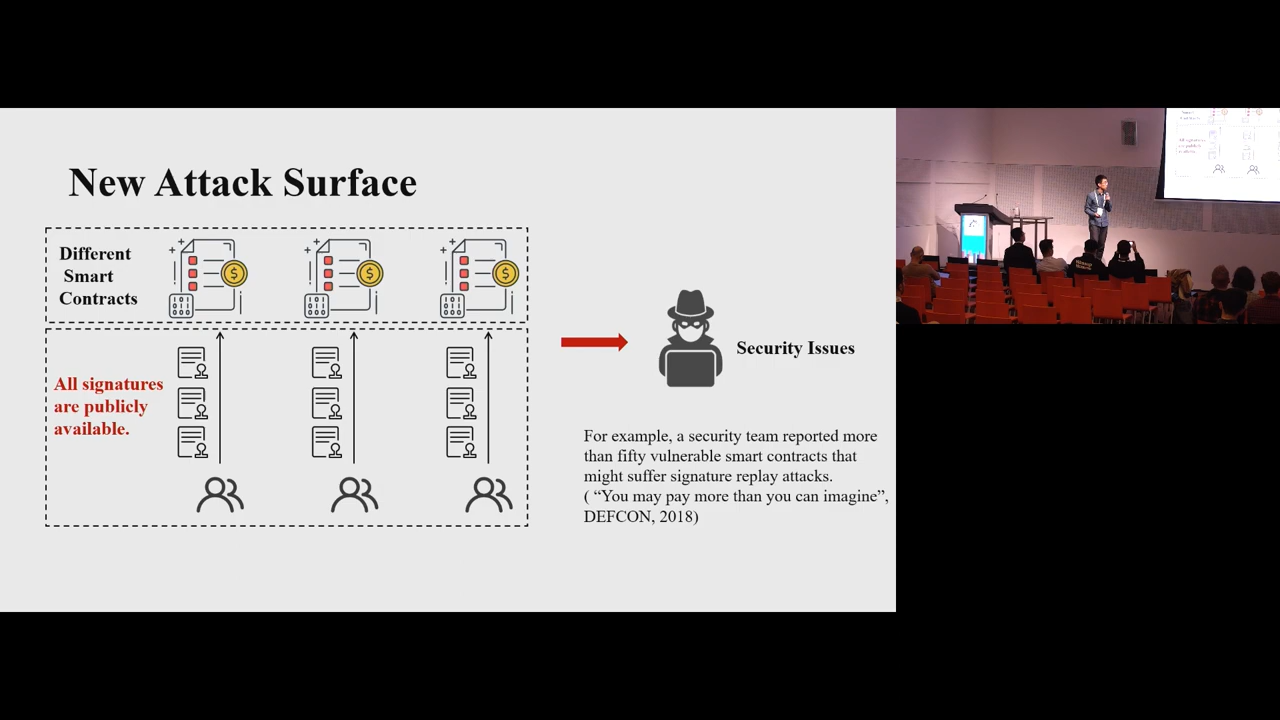 New Attack Surface
Different
Smart
Contracts
All signatures
are publicly
available.
Security Issues
For example, a security team reported more
than fifty vulnerable smart contracts that
might suffer signature replay attacks.
( “You may pay more than you can imagine”,
DEFCON, 2018)